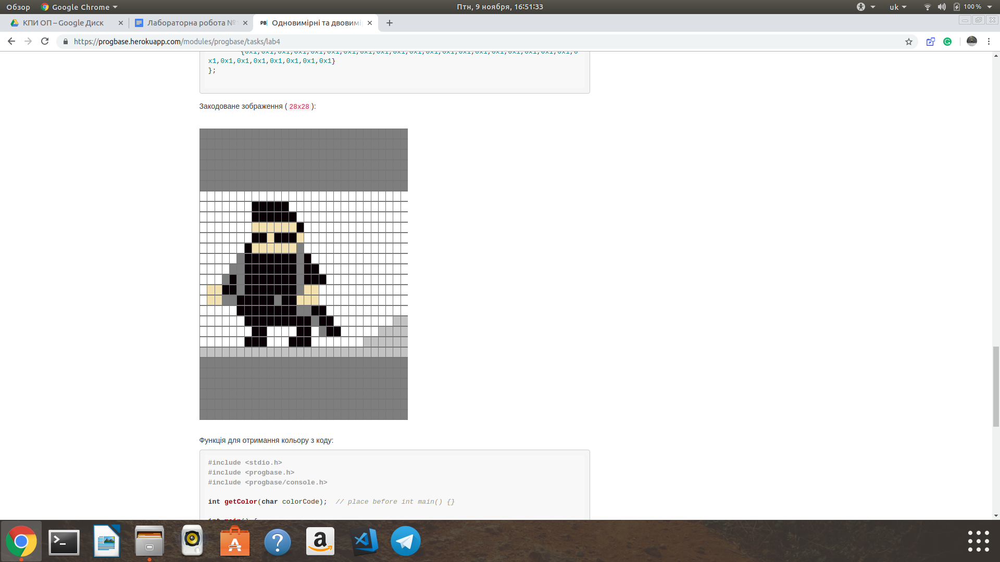 Обзор Google Chrome Птн, 9 ноября, 16:51:33 uk 100 %
КПИ ОП – Google Диск Лабораторна робота № Одновимірні та двовимір
https://progbase.herokuapp.com/modules/progbase/tasks/lab4
{0x1,0x1,0x1,0x1,0x1,0x1,0x1,0x1,0x1,0x1,0x1,0x1,0x1,0x1,0x1,0x1,0x1,0x1,0x1,0x1,0
x1,0x1,0x1,0x1,0x1,0x1,0x1,0x1}
};
Закодоване зображення ( 28x28 ):
Функція для отримання кольору з коду:
#include <stdio.h>
#include <progbase.h>
#include <progbase/console.h>
int getColor(char colorCode);  // place before int main() {}
int main() {